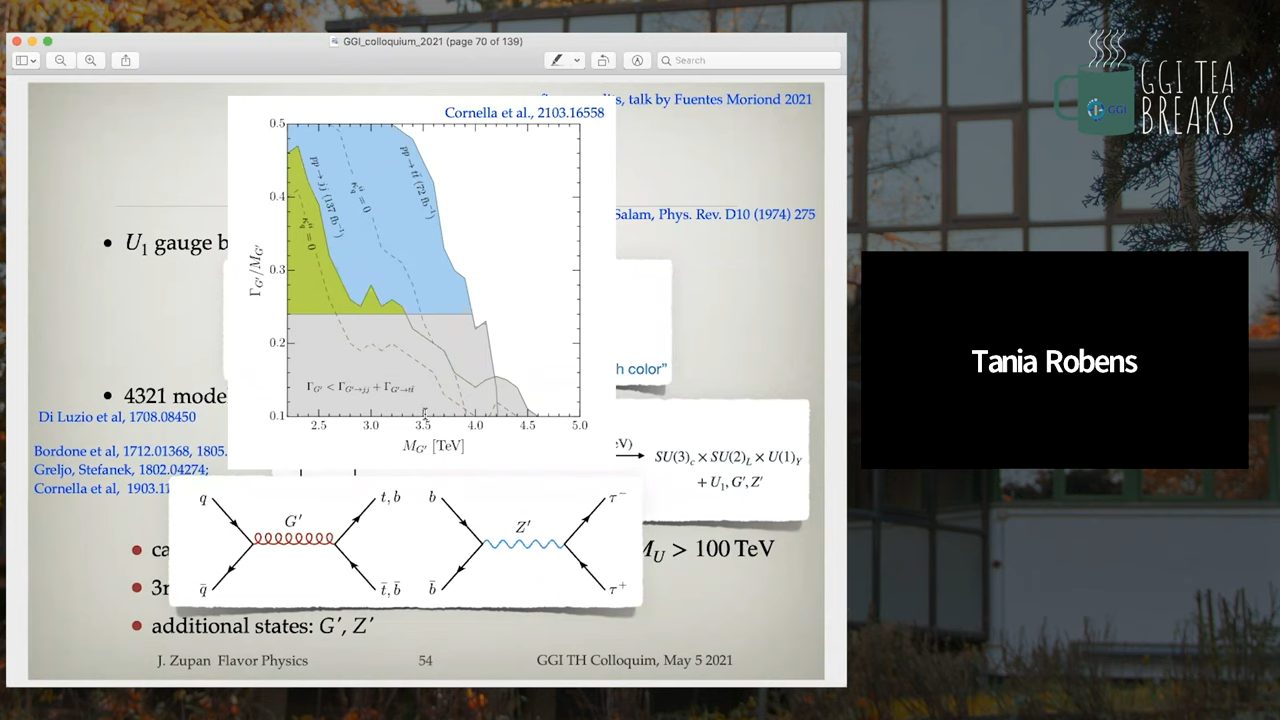 GGI_colloquium_2021 (page 70 of 139)
Search
GGI TEA
BREAKS
talk by Fuentes Moriond 2021
Cornella et al., 2103.16558
Salam, Phys. Rev. D10 (1974) 275
• U₁ gauge b
0.5
0.4
0.3
0.2
0.1
Γ_G′/M_G′
pp → jj (137 fb⁻¹)
pp → tt̄ (72 fb⁻¹)
Γ_G′ < Γ_G′→jj + Γ_G′→tt̄
2.5 3.0 3.5 4.0 4.5 5.0
M_G′ [TeV]
h color”
• 4321 mode
Di Luzio et al, 1708.08450
Bordone et al, 1712.01368, 1805.
Greljo, Stefanek, 1802.04274;
Cornella et al, 1903.11
eV)
SU(3)c × SU(2)L × U(1)Y
+ U₁, G′, Z′
q t, b b τ⁻
G′ Z′
q̄ t̄, b̄ b̄ τ⁺
• ca
M_U > 100 TeV
• 3r
• additional states: G′, Z′
J. Zupan Flavor Physics 54 GGI TH Colloquim, May 5 2021
Tania Robens
GGI